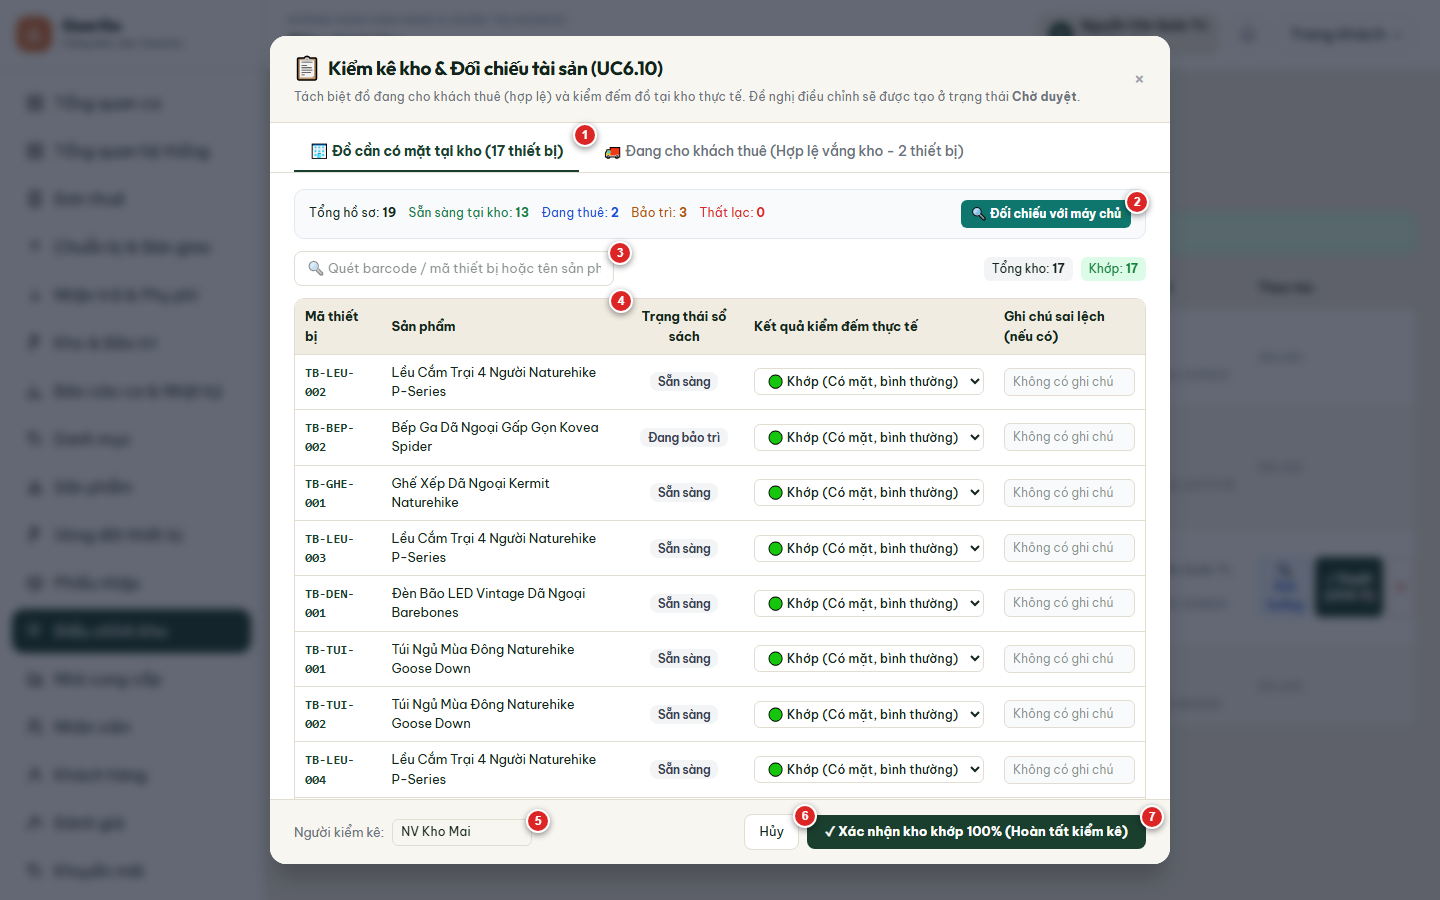 Kiểm kê kho & Đối chiếu tài sản (UC6.10)
Tách biệt đồ đang cho khách thuê (hợp lệ) và kiểm đếm đồ tại kho thực tế. Đề nghị điều chỉnh sẽ được tạo ở trạng thái Chờ duyệt.
×
1
Đồ cần có mặt tại kho (17 thiết bị)
Đang cho khách thuê (Hợp lệ vắng kho - 2 thiết bị)
Tổng hồ sơ: 19 Sẵn sàng tại kho: 13 Đang thuê: 2 Bảo trì: 3 Thất lạc: 0
Đối chiếu với máy chủ
2
Quét barcode / mã thiết bị hoặc tên sản ph
3
Tổng kho: 17
Khớp: 17
4
Mã thiết bị
Sản phẩm
Trạng thái sổ sách
Kết quả kiểm đếm thực tế
Ghi chú sai lệch (nếu có)
TB-LEU-002
Lều Cắm Trại 4 Người Naturehike P-Series
Sẵn sàng
Khớp (Có mặt, bình thường)
Không có ghi chú
TB-BEP-002
Bếp Ga Dã Ngoại Gấp Gọn Kovea Spider
Đang bảo trì
Khớp (Có mặt, bình thường)
Không có ghi chú
TB-GHE-001
Ghế Xếp Dã Ngoại Kermit Naturehike
Sẵn sàng
Khớp (Có mặt, bình thường)
Không có ghi chú
TB-LEU-003
Lều Cắm Trại 4 Người Naturehike P-Series
Sẵn sàng
Khớp (Có mặt, bình thường)
Không có ghi chú
TB-DEN-001
Đèn Bão LED Vintage Dã Ngoại Barebones
Sẵn sàng
Khớp (Có mặt, bình thường)
Không có ghi chú
TB-TUI-001
Túi Ngủ Mùa Đông Naturehike Goose Down
Sẵn sàng
Khớp (Có mặt, bình thường)
Không có ghi chú
TB-TUI-002
Túi Ngủ Mùa Đông Naturehike Goose Down
Sẵn sàng
Khớp (Có mặt, bình thường)
Không có ghi chú
TB-LEU-004
Lều Cắm Trại 4 Người Naturehike P-Series
Sẵn sàng
Khớp (Có mặt, bình thường)
Không có ghi chú
Người kiểm kê:
NV Kho Mai
5
Hủy
6
✓ Xác nhận kho khớp 100% (Hoàn tất kiểm kê)
7